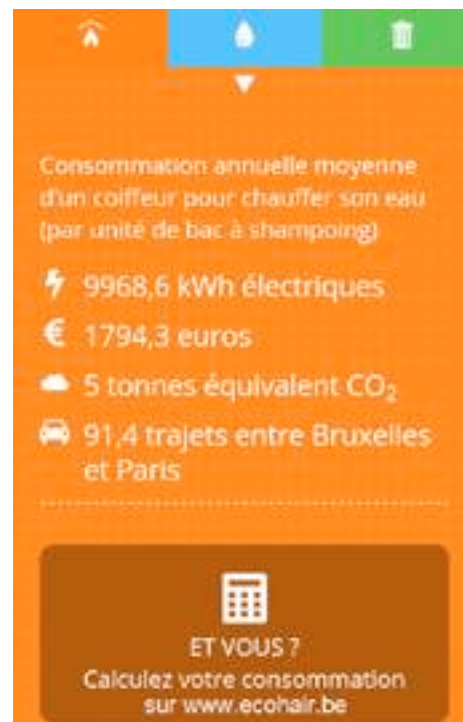 Consommation annuelle moyenne
d'un coiffeur pour chauffer son eau
(par unité de bac à shampoing)
9968,6 kWh électriques
€ 1794,3 euros
5 tonnes équivalent CO₂
91,4 trajets entre Bruxelles
et Paris
ET VOUS ?
Calculez votre consommation
sur www.ecohair.be